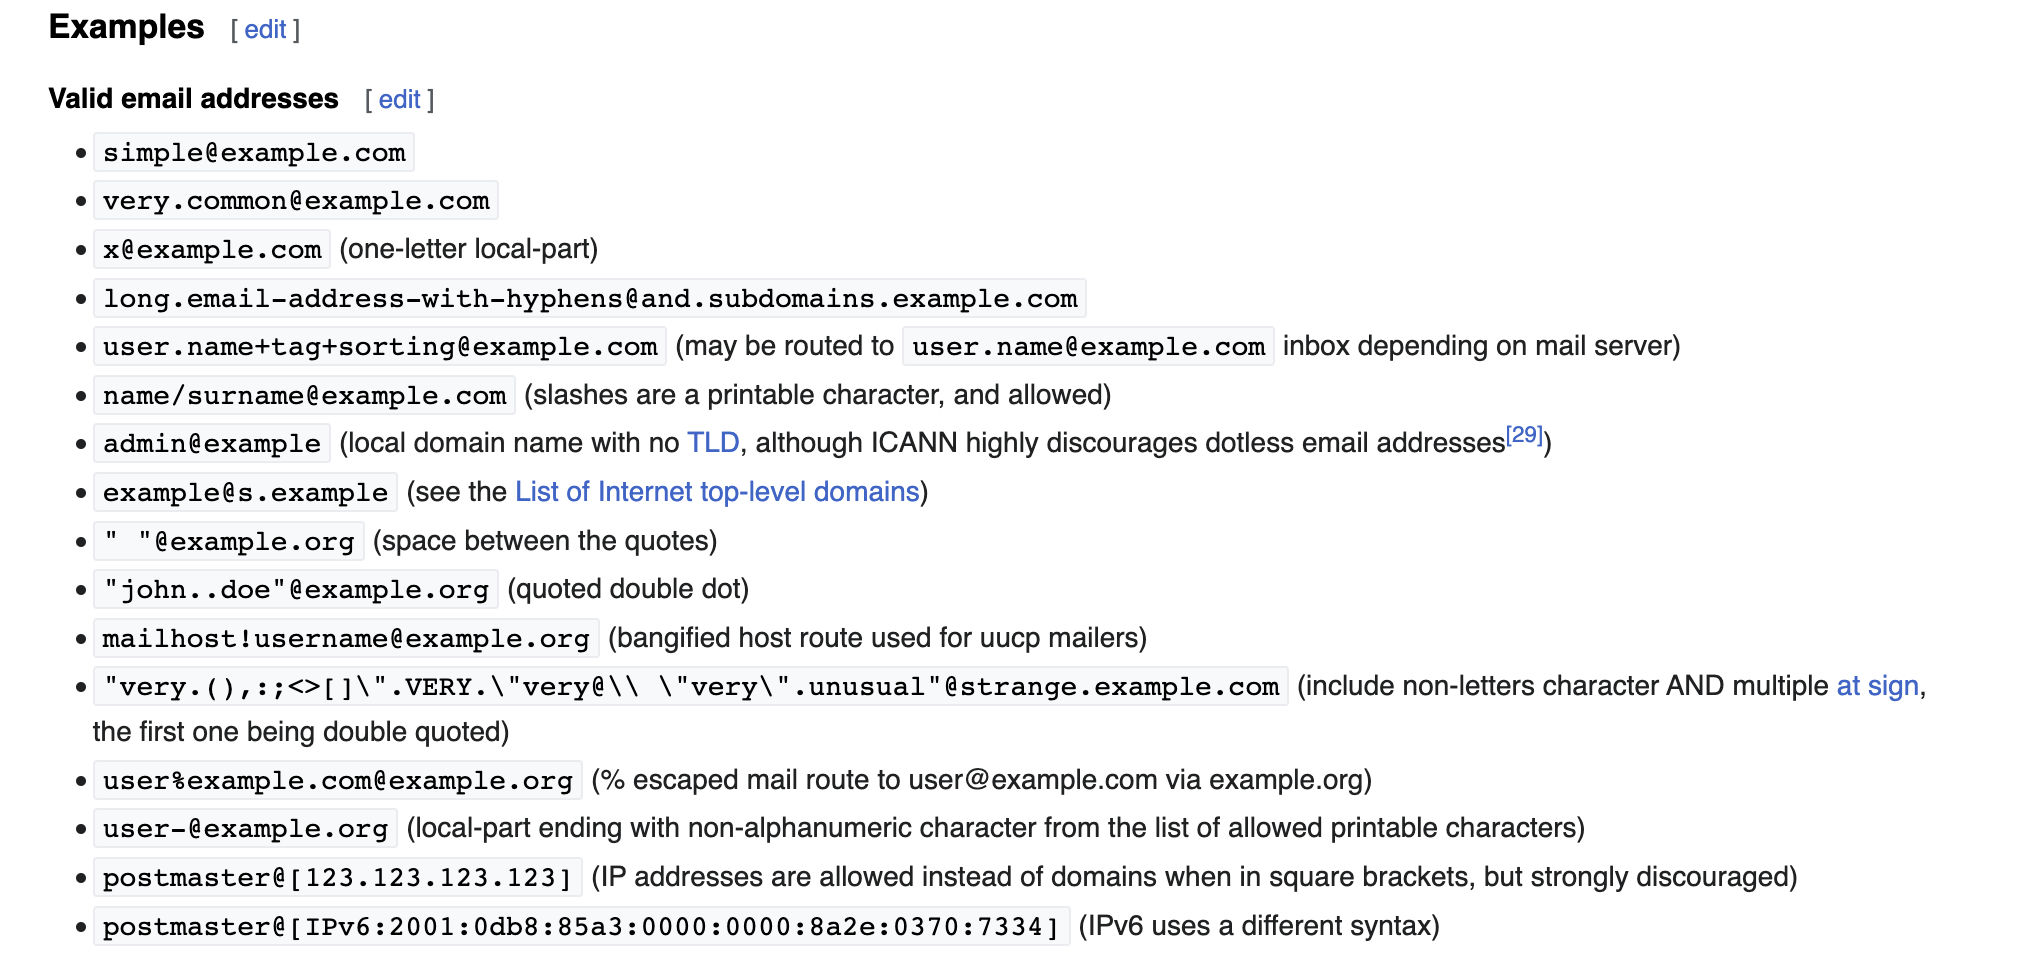 Examples [ edit ]
Valid email addresses [ edit ]
• simple@example.com
• very.common@example.com
• x@example.com (one-letter local-part)
• long.email-address-with-hyphens@and.subdomains.example.com
• user.name+tag+sorting@example.com (may be routed to user.name@example.com inbox depending on mail server)
• name/surname@example.com (slashes are a printable character, and allowed)
• admin@example (local domain name with no TLD, although ICANN highly discourages dotless email addresses[29])
• example@s.example (see the List of Internet top-level domains)
• " "@example.org (space between the quotes)
• "john..doe"@example.org (quoted double dot)
• mailhost!username@example.org (bangified host route used for uucp mailers)
• "very.(),:;<>[]\".VERY.\"very@\\ \"very\".unusual"@strange.example.com (include non-letters character AND multiple at sign,
the first one being double quoted)
• user%example.com@example.org (% escaped mail route to user@example.com via example.org)
• user-@example.org (local-part ending with non-alphanumeric character from the list of allowed printable characters)
• postmaster@[123.123.123.123] (IP addresses are allowed instead of domains when in square brackets, but strongly discouraged)
• postmaster@[IPv6:2001:0db8:85a3:0000:0000:8a2e:0370:7334] (IPv6 uses a different syntax)